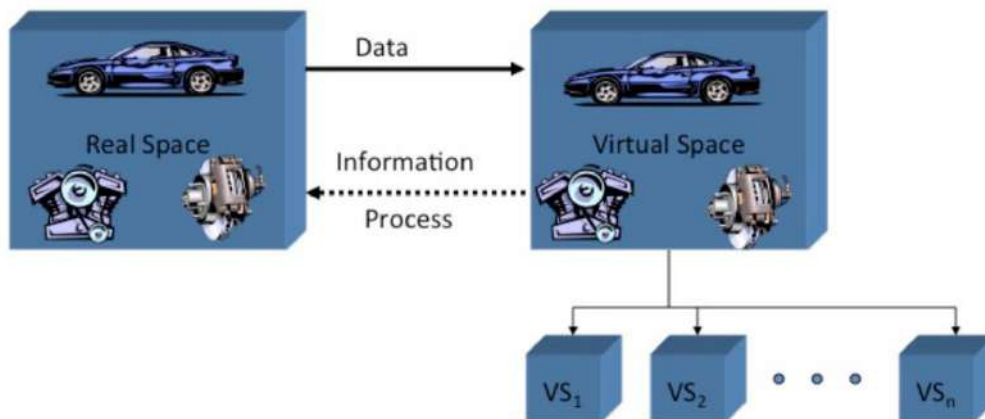 Data
Real Space
Virtual Space
Information
Process
VS₁
VS₂
VSₙ